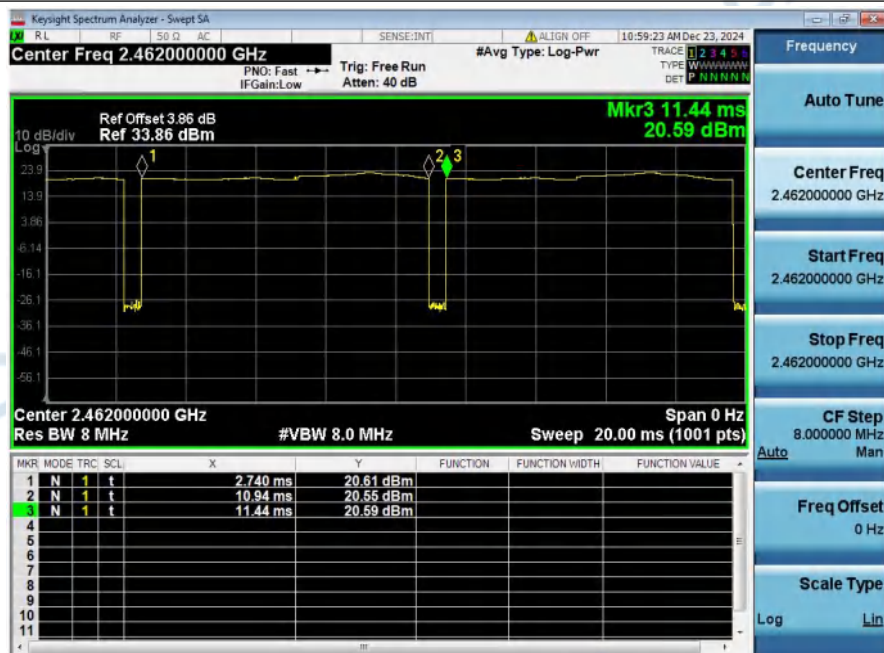 Keysight Spectrum Analyzer - Swept SA
RL RF 50 Ω AC SENSE:INT ALIGN OFF 10:59:23 AM Dec 23, 2024
Center Freq 2.462000000 GHz
PNO: Fast
IFGain:Low
Trig: Free Run
Atten: 40 dB
#Avg Type: Log-Pwr
TRACE 1 2 3 4 5 6
TYPE WWWWWW
DET P N N N N N
Ref Offset 3.86 dB
10 dB/div Ref 33.86 dBm
Log
Mkr3 11.44 ms
20.59 dBm
1
2 3
23.9
13.9
3.86
-6.14
-16.1
-26.1
-36.1
-46.1
-56.1
Center 2.462000000 GHz Span 0 Hz
Res BW 8 MHz #VBW 8.0 MHz Sweep 20.00 ms (1001 pts)
MKR MODE TRC SCL X Y FUNCTION FUNCTION WIDTH FUNCTION VALUE
1 N 1 t 2.740 ms 20.61 dBm
2 N 1 t 10.94 ms 20.55 dBm
3 N 1 t 11.44 ms 20.59 dBm
4
5
6
7
8
9
10
11
Frequency
Auto Tune
Center Freq
2.462000000 GHz
Start Freq
2.462000000 GHz
Stop Freq
2.462000000 GHz
CF Step
8.000000 MHz
Auto Man
Freq Offset
0 Hz
Scale Type
Log Lin